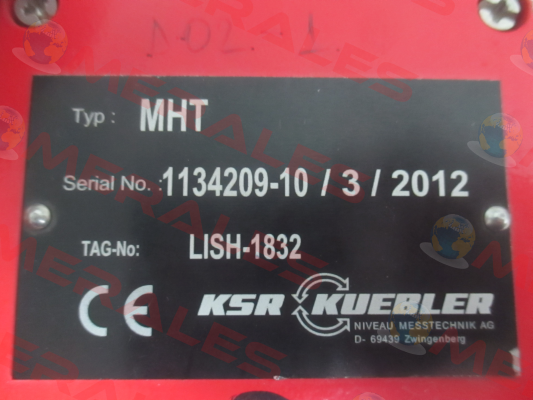 Typ : MHT
Serial No. : 1134209-10 / 3 / 2012
TAG-No: LISH-1832
CE KSR KUEBLER
NIVEAU MESSTECHNIK AG
D- 69439 Zwingenberg
MERALES